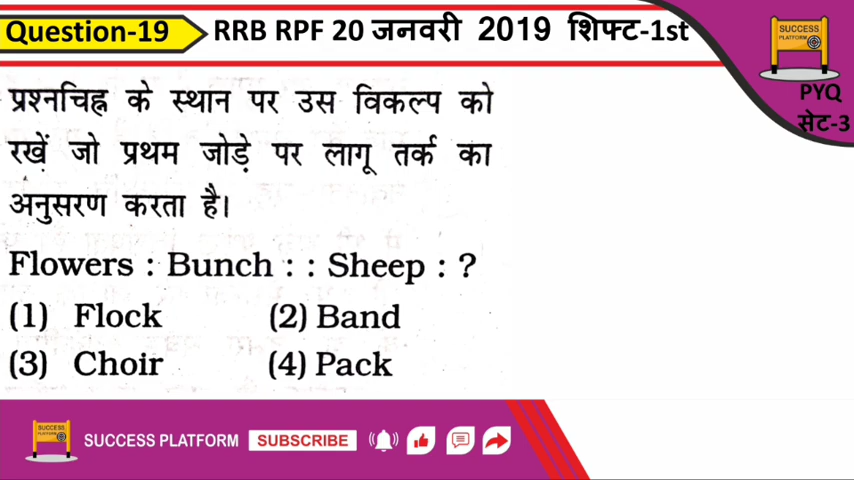 Question-19
RRB RPF 20 जनवरी 2019 शिफ्ट-1st
SUCCESS
PLATFORM
PYQ
सेट-3
प्रश्नचिह्न के स्थान पर उस विकल्प को
रखें जो प्रथम जोड़े पर लागू तर्क का
अनुसरण करता है।
Flowers : Bunch : : Sheep : ?
(1) Flock (2) Band
(3) Choir (4) Pack
SUCCESS
PLATFORM
SUCCESS PLATFORM SUBSCRIBE